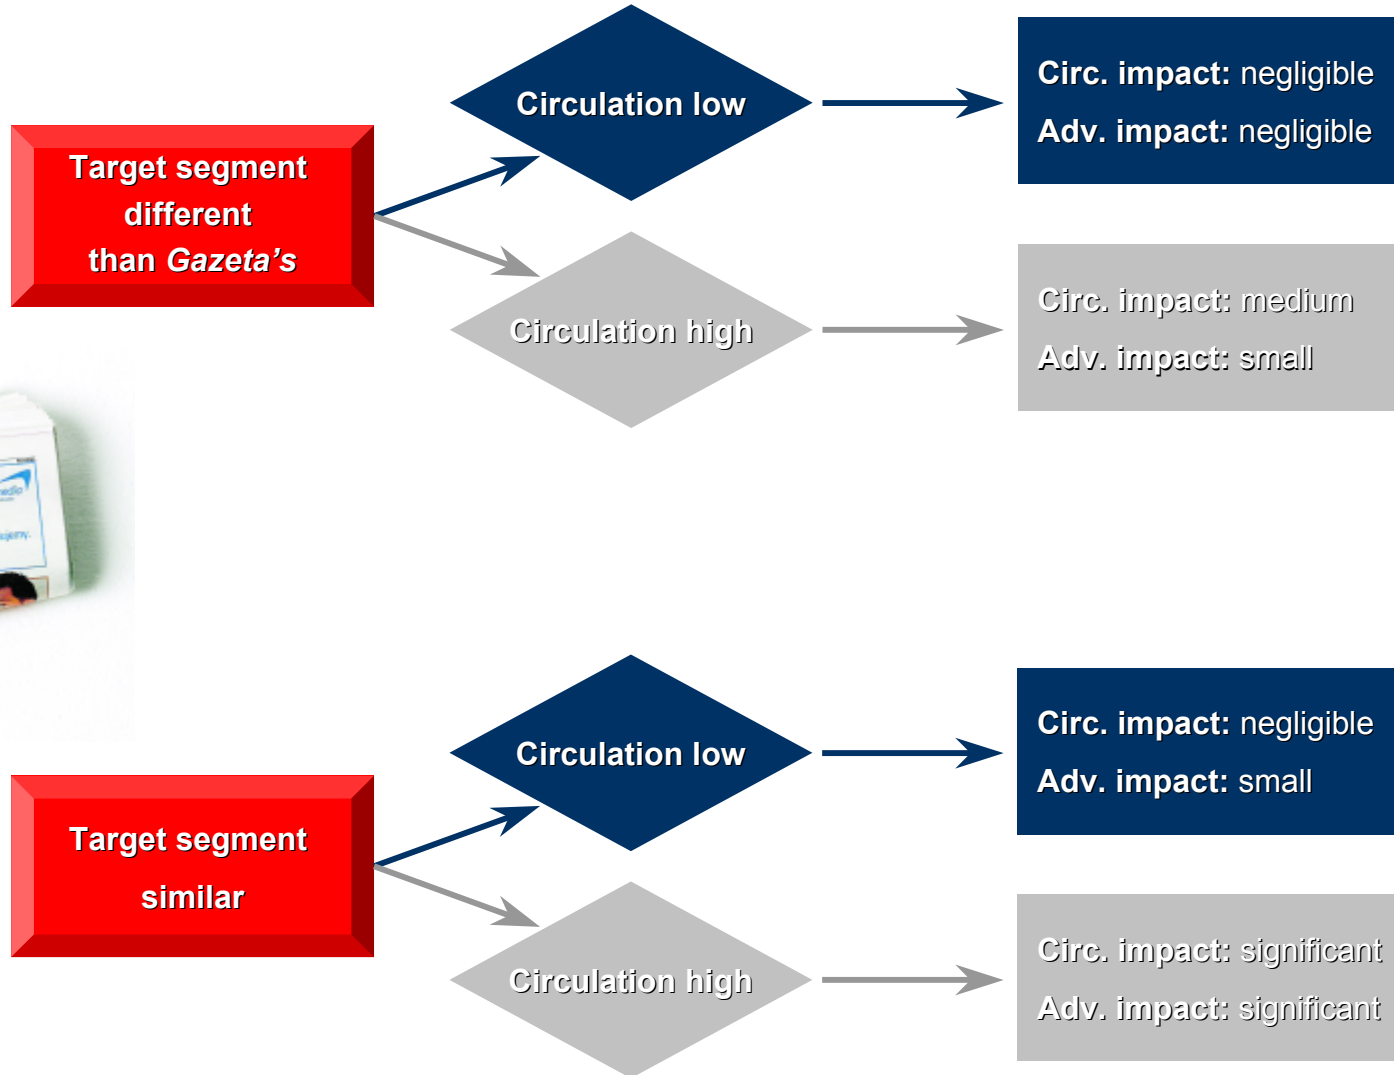 Target segment
different
than Gazeta's
Circulation low
Circ. impact: negligible
Adv. impact: negligible
Circulation high
Circ. impact: medium
Adv. impact: small
Target segment
similar
Circulation low
Circ. impact: negligible
Adv. impact: small
Circulation high
Circ. impact: significant
Adv. impact: significant